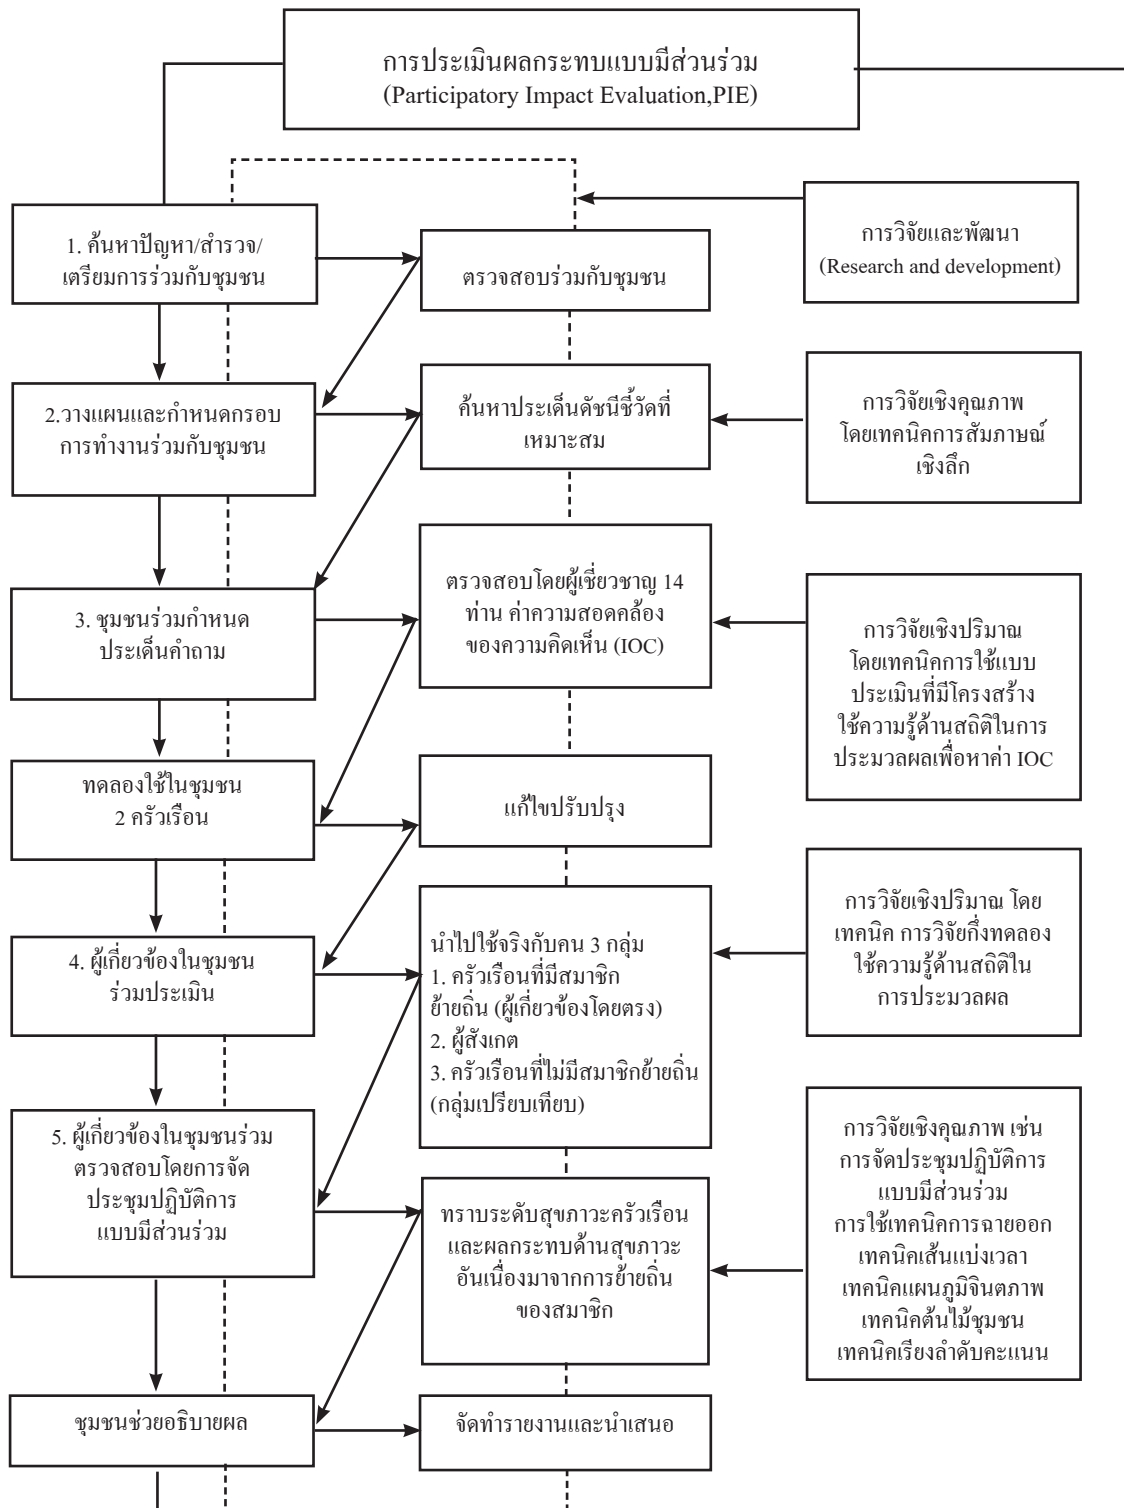 การประเมินผลกระทบแบบมีส่วนร่วม
(Participatory Impact Evaluation,PIE)
1. ค้นหาปัญหา/สำรวจ/
เตรียมการร่วมกับชุมชน
ตรวจสอบร่วมกับชุมชน
การวิจัยและพัฒนา
(Research and development)
2.วางแผนและกำหนดกรอบ
การทำงานร่วมกับชุมชน
ค้นหาประเด็นดัชนีชี้วัดที่
เหมาะสม
การวิจัยเชิงคุณภาพ
โดยเทคนิคการสัมภาษณ์
เชิงลึก
3. ชุมชนร่วมกำหนด
ประเด็นคำถาม
ตรวจสอบโดยผู้เชี่ยวชาญ 14
ท่าน ค่าความสอดคล้อง
ของความคิดเห็น (IOC)
การวิจัยเชิงปริมาณ
โดยเทคนิคการใช้แบบ
ประเมินที่มีโครงสร้าง
ใช้ความรู้ด้านสถิติในการ
ประมวลผลเพื่อหาค่า IOC
ทดลองใช้ในชุมชน
2 ครัวเรือน
แก้ไขปรับปรุง
4. ผู้เกี่ยวข้องในชุมชน
ร่วมประเมิน
นำไปใช้จริงกับคน 3 กลุ่ม
1. ครัวเรือนที่มีสมาชิก
ย้ายถิ่น (ผู้เกี่ยวข้องโดยตรง)
2. ผู้สังเกต
3. ครัวเรือนที่ไม่มีสมาชิกย้ายถิ่น
(กลุ่มเปรียบเทียบ)
การวิจัยเชิงปริมาณ โดย
เทคนิค การวิจัยกึ่งทดลอง
ใช้ความรู้ด้านสถิติใน
การประมวลผล
5. ผู้เกี่ยวข้องในชุมชนร่วม
ตรวจสอบโดยการจัด
ประชุมปฏิบัติการ
แบบมีส่วนร่วม
ทราบระดับสุขภาวะครัวเรือน
และผลกระทบด้านสุขภาวะ
อันเนื่องมาจากการย้ายถิ่น
ของสมาชิก
การวิจัยเชิงคุณภาพ เช่น
การจัดประชุมปฏิบัติการ
แบบมีส่วนร่วม
การใช้เทคนิคการฉายออก
เทคนิคเส้นแบ่งเวลา
เทคนิคแผนภูมิจินตภาพ
เทคนิคต้นไม้ชุมชน
เทคนิคเรียงลำดับคะแนน
ชุมชนช่วยอธิบายผล
จัดทำรายงานและนำเสนอ